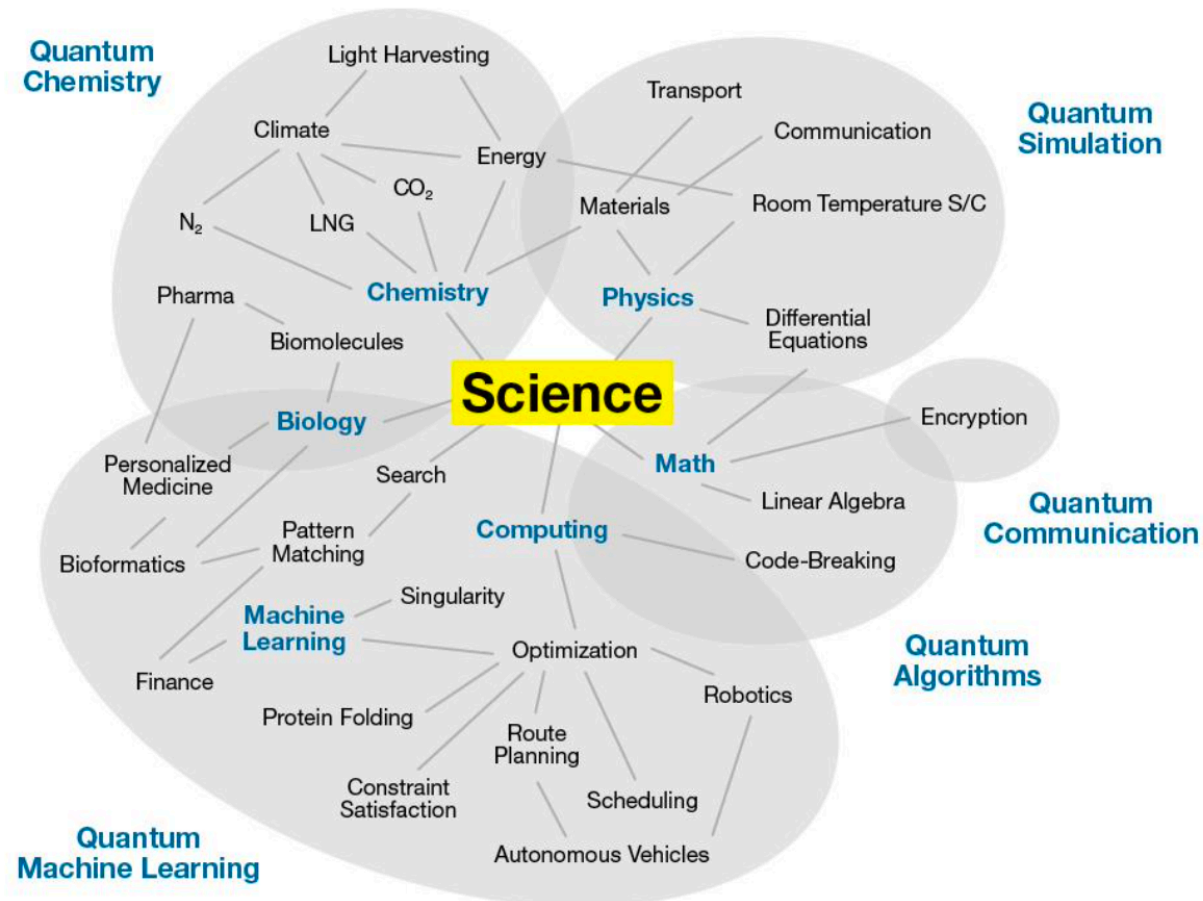 Quantum
Chemistry
Light Harvesting
Transport
Quantum
Simulation
Climate
Communication
Energy
CO₂
Materials
Room Temperature S/C
N₂
LNG
Pharma
Chemistry
Physics
Differential
Equations
Biomolecules
Science
Encryption
Biology
Personalized
Medicine
Search
Math
Linear Algebra
Quantum
Communication
Pattern
Matching
Computing
Bioformatics
Code-Breaking
Machine
Learning
Singularity
Optimization
Quantum
Algorithms
Finance
Robotics
Protein Folding
Route
Planning
Constraint
Satisfaction
Scheduling
Quantum
Machine Learning
Autonomous Vehicles